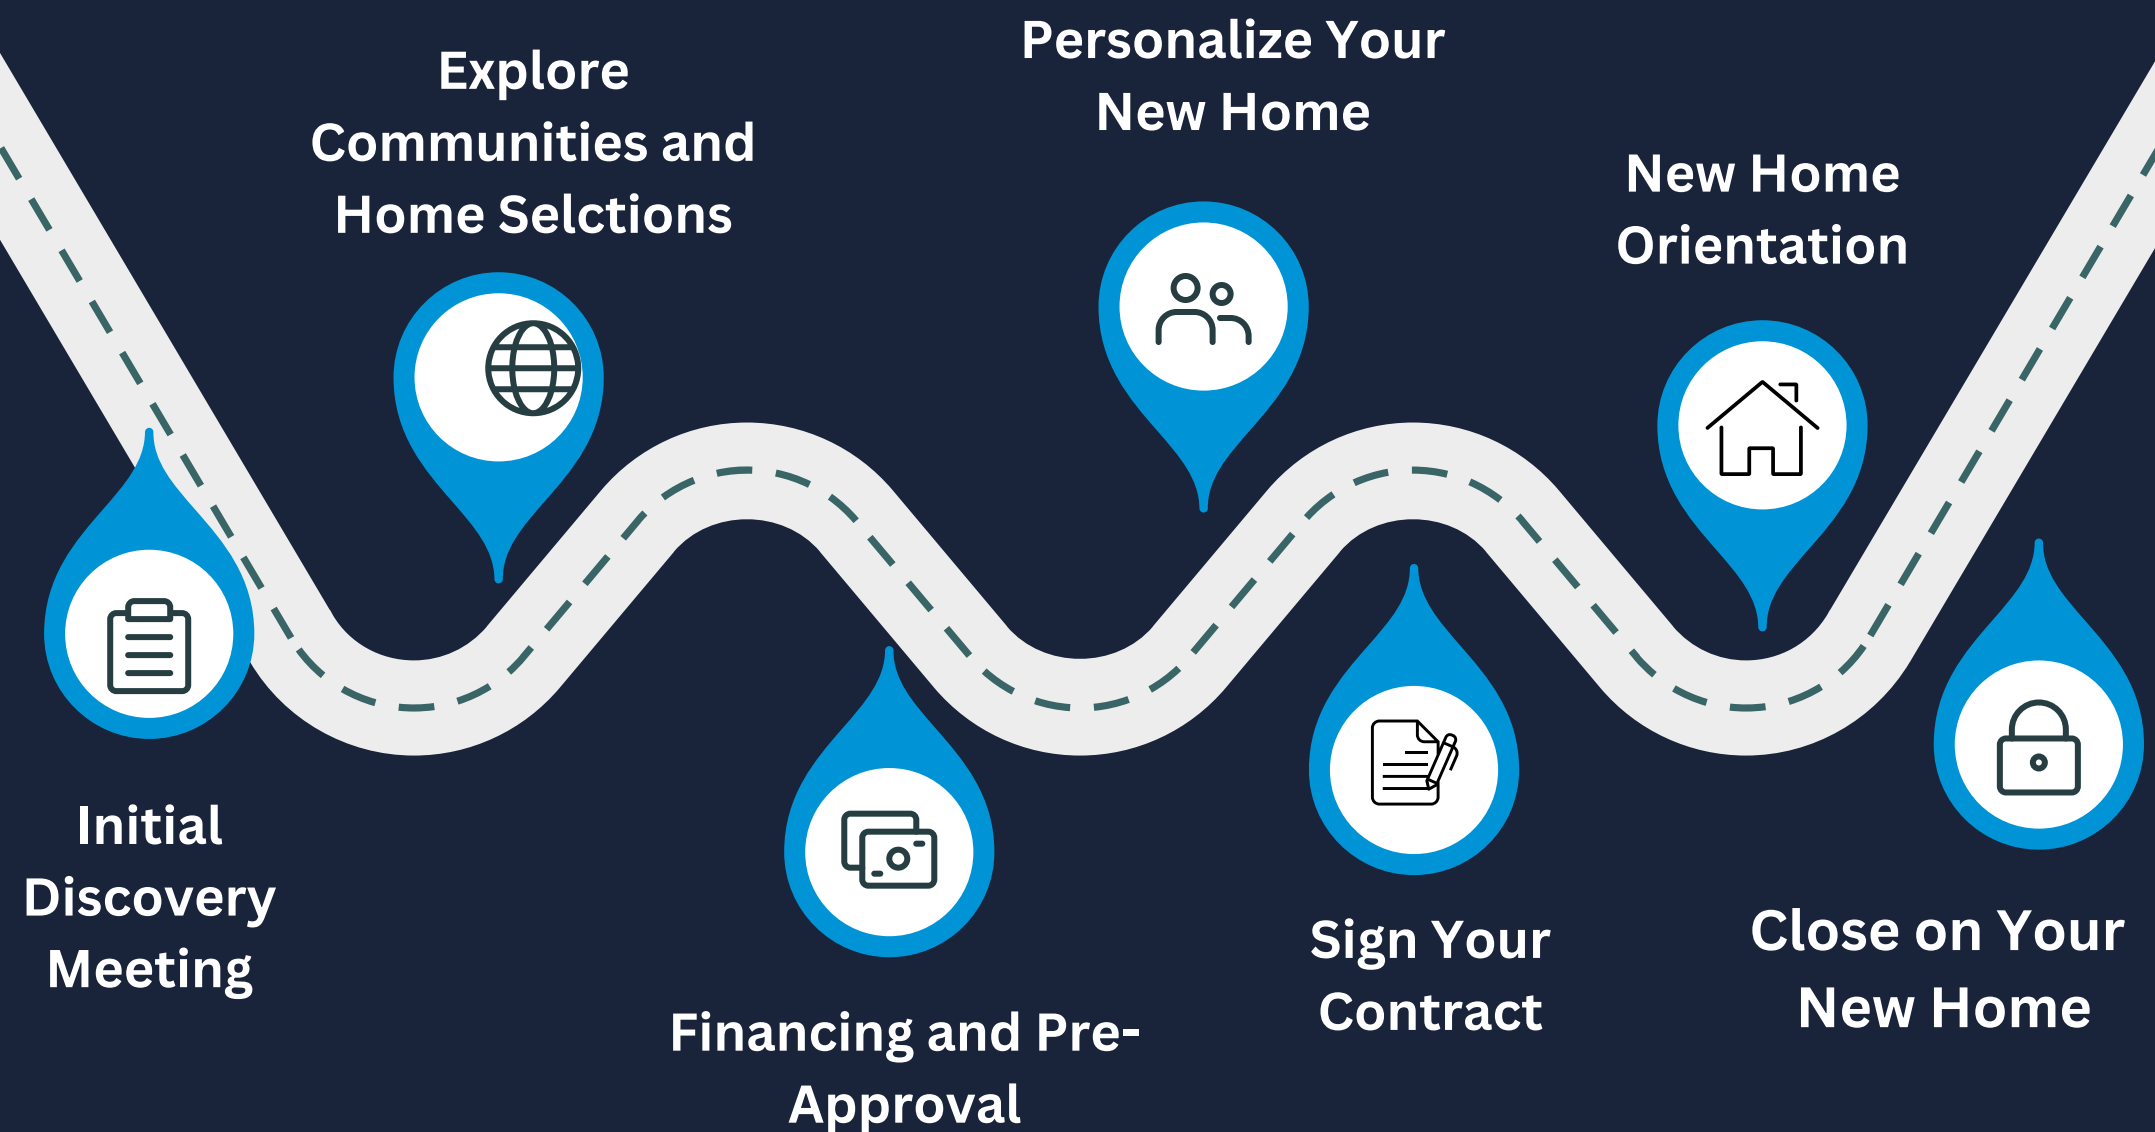 Initial
Discovery
Meeting
Explore
Communities and
Home Selctions
Financing and Pre-
Approval
Personalize Your
New Home
Sign Your
Contract
New Home
Orientation
Close on Your
New Home